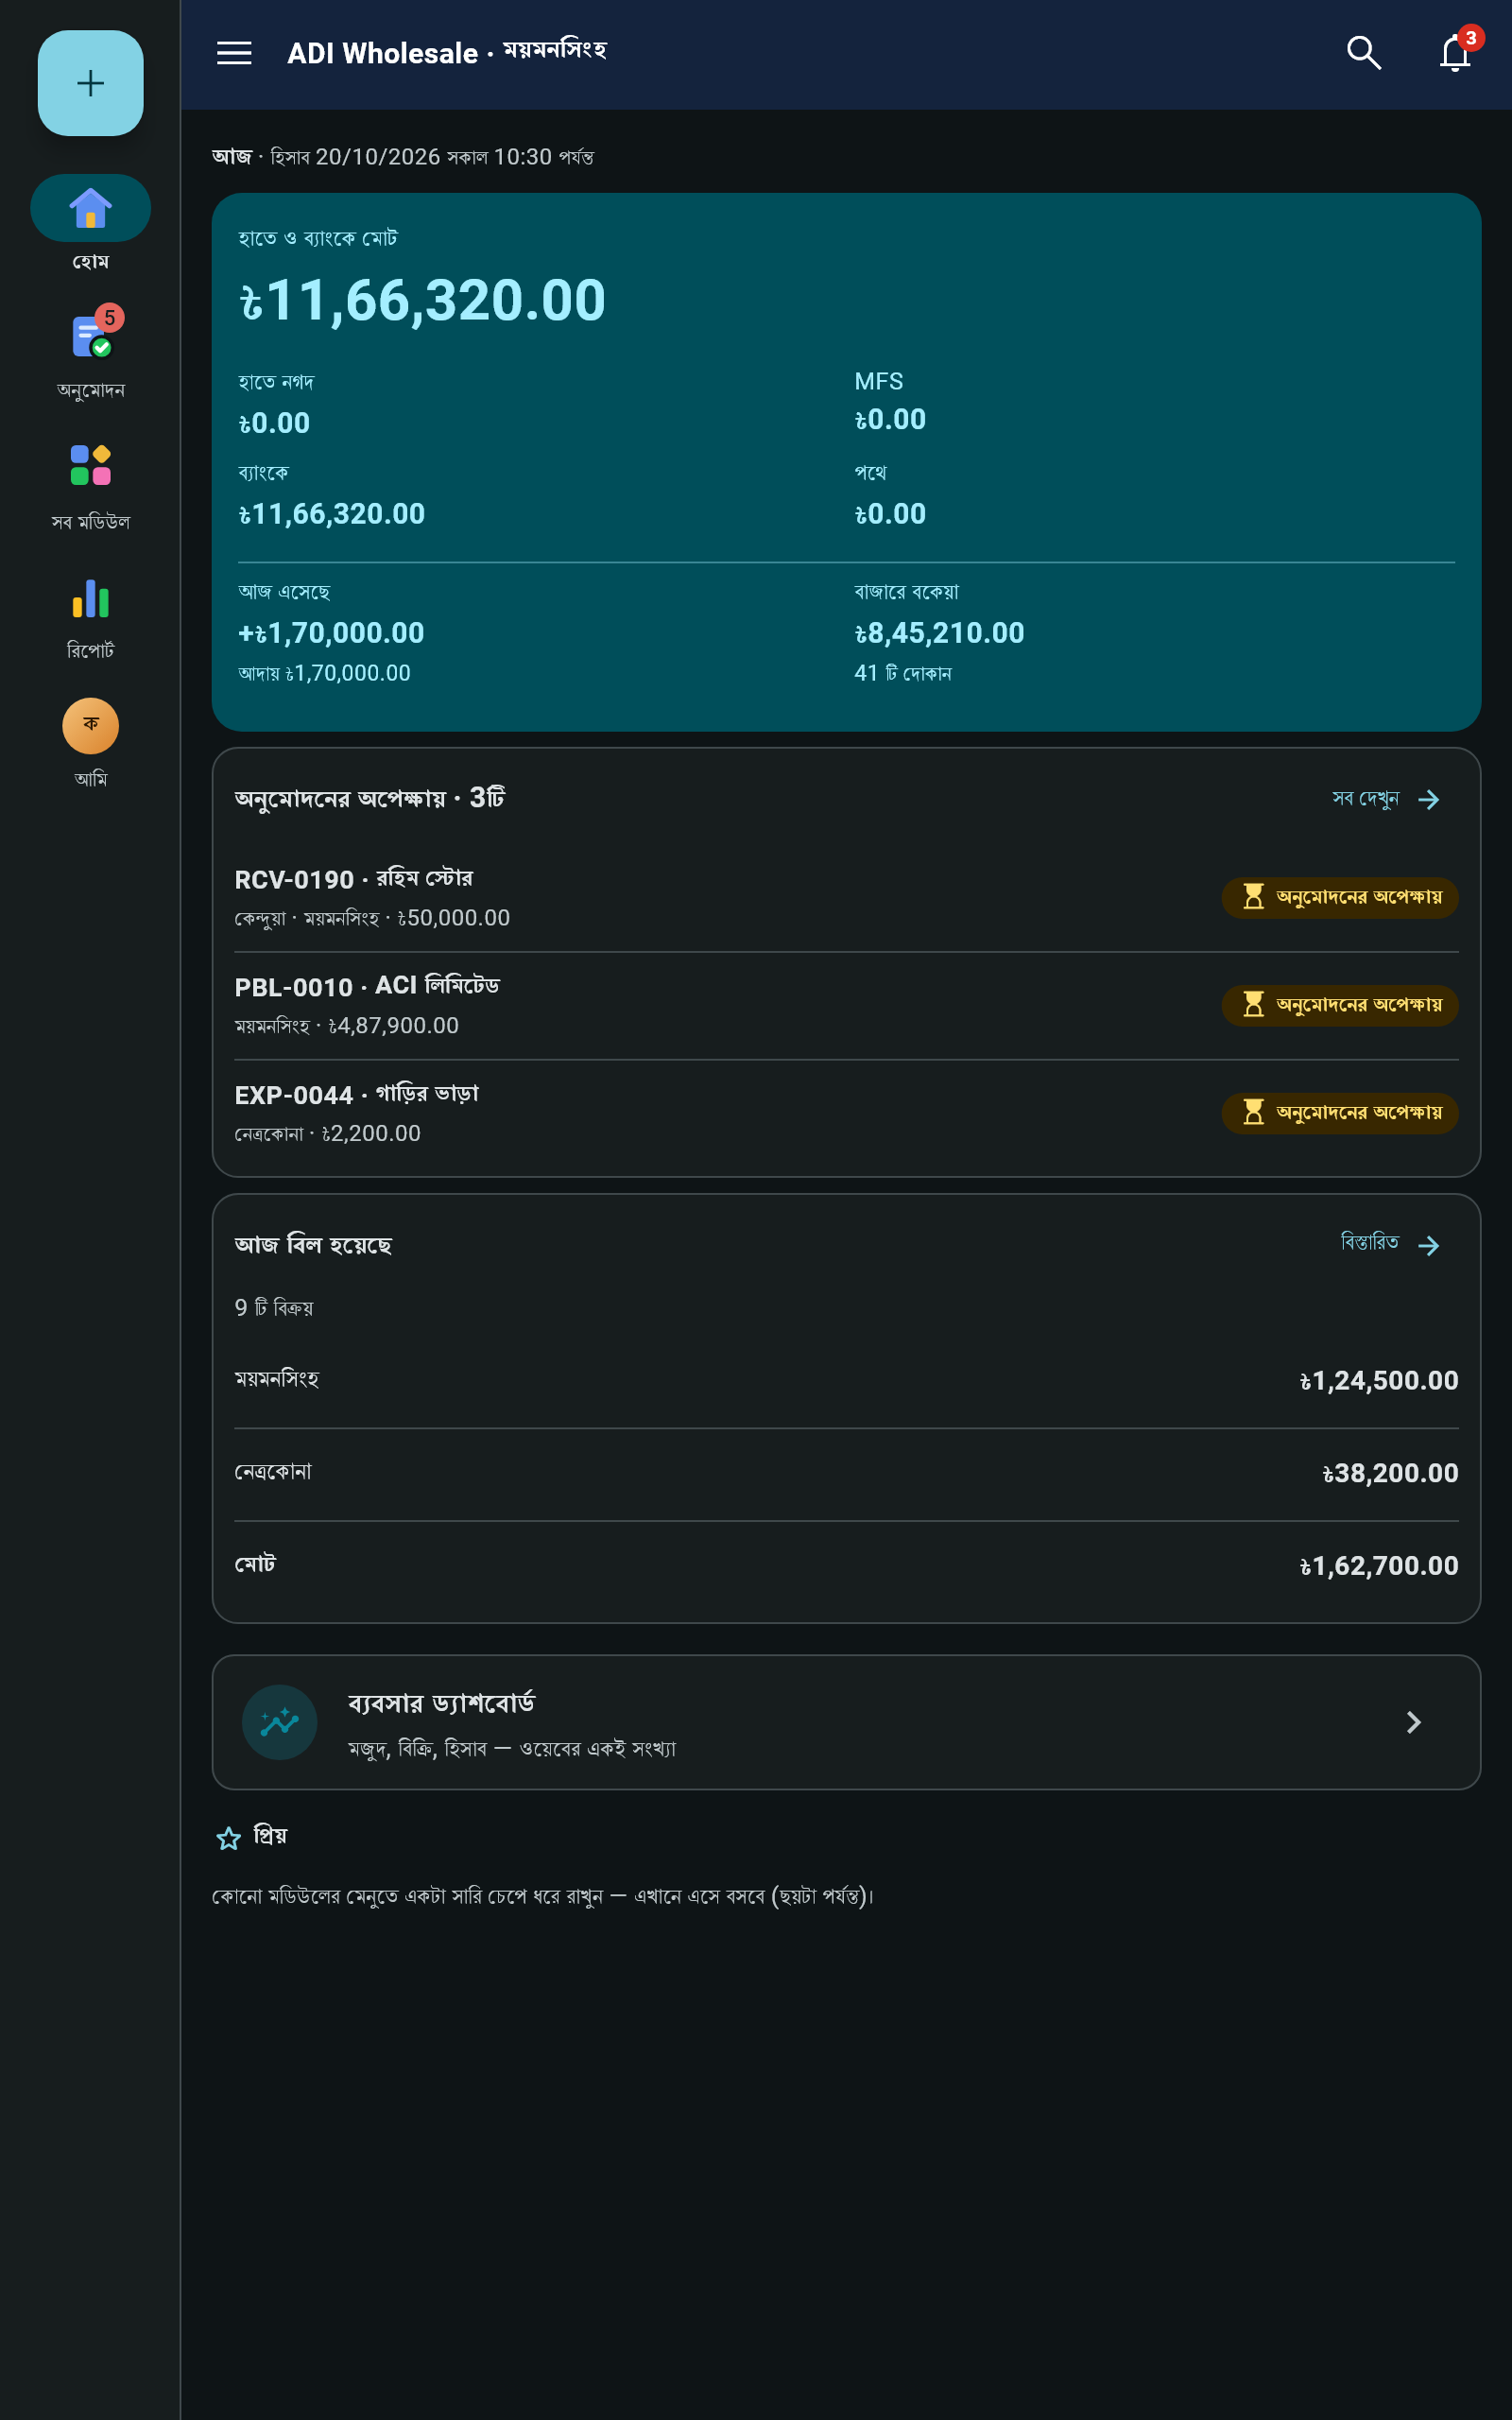 ADI Wholesale · ময়মনসিংহ
3
আজ · হিসাব 20/10/2026 সকাল 10:30 পর্যন্ত
হোম
5
অনুমোদন
সব মডিউল
রিপোর্ট
ক
আমি
হাতে ও ব্যাংকে মোট
৳11,66,320.00
হাতে নগদ
৳0.00
MFS
৳0.00
ব্যাংকে
৳11,66,320.00
পথে
৳0.00
আজ এসেছে
+৳1,70,000.00
আদায় ৳1,70,000.00
বাজারে বকেয়া
৳8,45,210.00
41 টি দোকান
অনুমোদনের অপেক্ষায় · 3টি
সব দেখুন
RCV-0190 · রহিম স্টোর
কেন্দুয়া · ময়মনসিংহ · ৳50,000.00
অনুমোদনের অপেক্ষায়
PBL-0010 · ACI লিমিটেড
ময়মনসিংহ · ৳4,87,900.00
অনুমোদনের অপেক্ষায়
EXP-0044 · গাড়ির ভাড়া
নেত্রকোনা · ৳2,200.00
অনুমোদনের অপেক্ষায়
আজ বিল হয়েছে
বিস্তারিত
9 টি বিক্রয়
ময়মনসিংহ
৳1,24,500.00
নেত্রকোনা
৳38,200.00
মোট
৳1,62,700.00
ব্যবসার ড্যাশবোর্ড
মজুদ, বিক্রি, হিসাব — ওয়েবের একই সংখ্যা
প্রিয়
কোনো মডিউলের মেনুতে একটা সারি চেপে ধরে রাখুন — এখানে এসে বসবে (ছয়টা পর্যন্ত)।